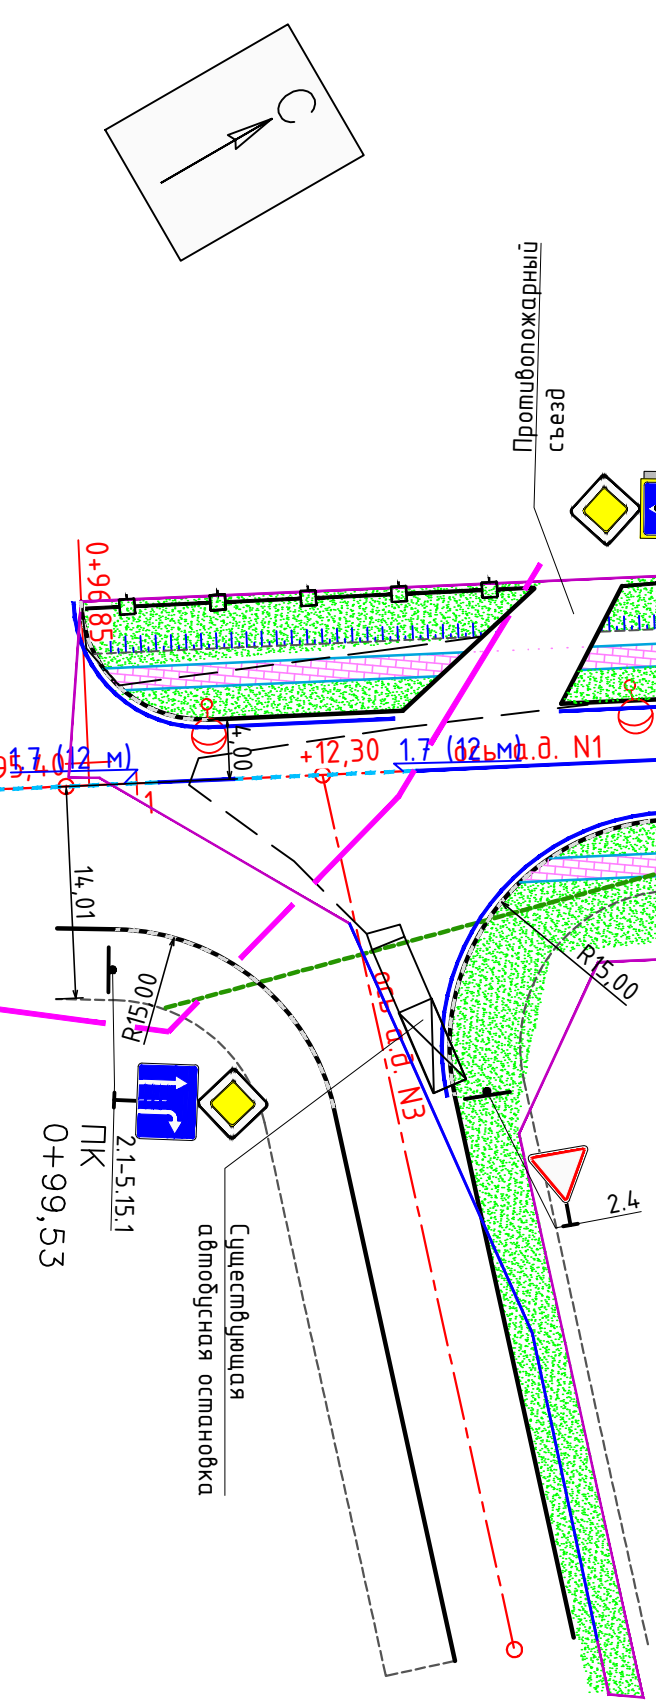 С
Противопожарный
съезд
0+96,85
1.7 (12 м)
4,00
+12,30
1.7 (12 м)
ось а.д. N1
1
14,01
R15,00
R15,00
ось а.д. N3
2.1-5.15.1
ПК
0+99,53
2.4
Существующая
автобусная остановка